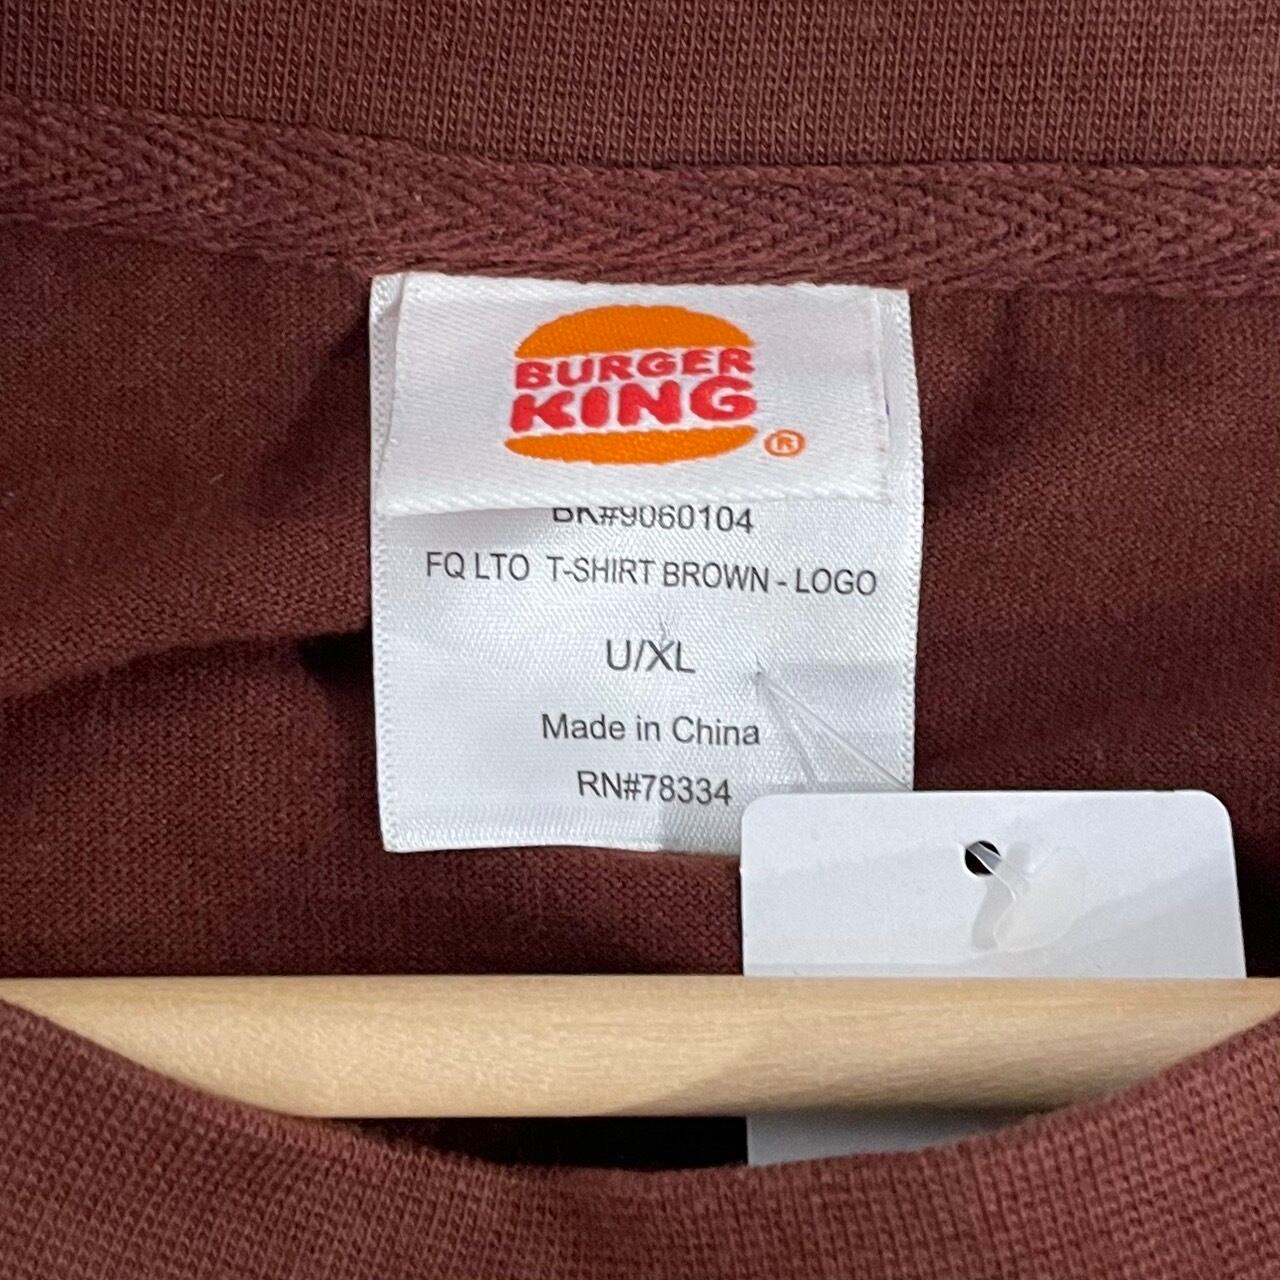 BURGER
KING
®
BK#9060104
FQ LTO T-SHIRT BROWN - LOGO
U/XL
Made in China
RN#78334